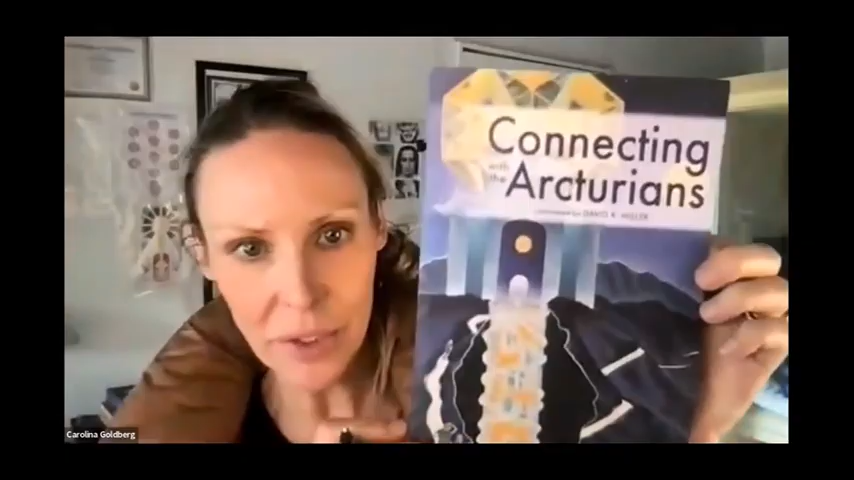 Connecting
with
the
Arcturians
DAVID K. MILLER
Carolina Goldberg